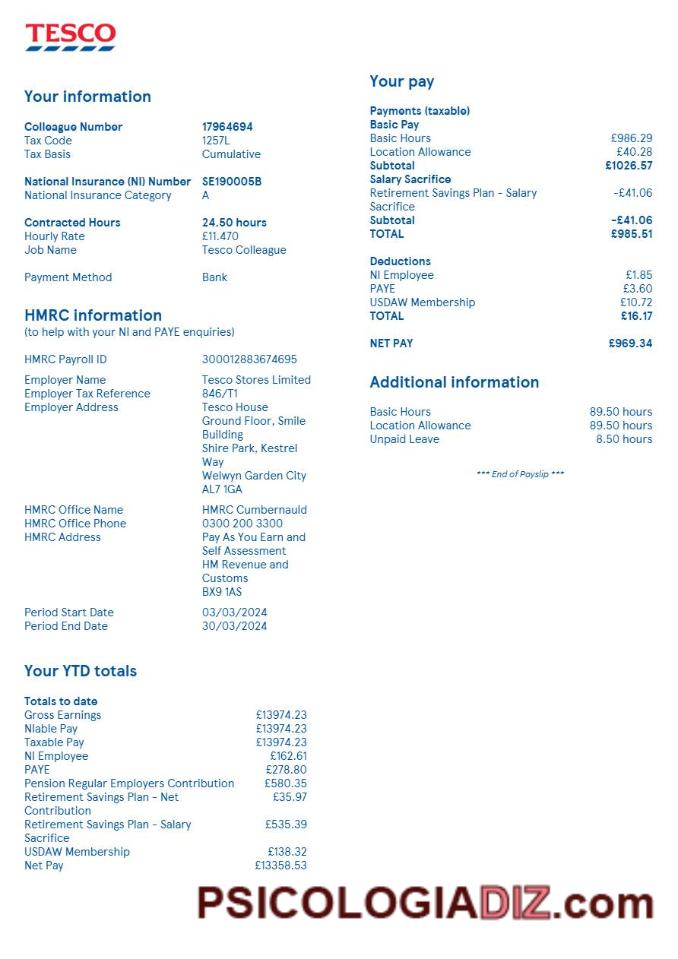 TESCO
Your information
Colleague Number 17964694
Tax Code 1257L
Tax Basis Cumulative
National Insurance (NI) Number SE190005B
National Insurance Category A
Contracted Hours 24.50 hours
Hourly Rate £11.470
Job Name Tesco Colleague
Payment Method Bank
HMRC information
(to help with your NI and PAYE enquiries)
HMRC Payroll ID 300012883674695
Employer Name Tesco Stores Limited
Employer Tax Reference 846/T1
Employer Address Tesco House
Ground Floor, Smile
Building
Shire Park, Kestrel
Way
Welwyn Garden City
AL7 1GA
HMRC Office Name HMRC Cumbernauld
HMRC Office Phone 0300 200 3300
HMRC Address Pay As You Earn and
Self Assessment
HM Revenue and
Customs
BX9 1AS
Period Start Date 03/03/2024
Period End Date 30/03/2024
Your YTD totals
Totals to date
Gross Earnings £13974.23
NIable Pay £13974.23
Taxable Pay £13974.23
NI Employee £162.61
PAYE £278.80
Pension Regular Employers Contribution £580.35
Retirement Savings Plan - Net £35.97
Contribution
Retirement Savings Plan - Salary £535.39
Sacrifice
USDAW Membership £138.32
Net Pay £13358.53
Your pay
Payments (taxable)
Basic Pay
Basic Hours £986.29
Location Allowance £40.28
Subtotal £1026.57
Salary Sacrifice
Retirement Savings Plan - Salary -£41.06
Sacrifice
Subtotal -£41.06
TOTAL £985.51
Deductions
NI Employee £1.85
PAYE £3.60
USDAW Membership £10.72
TOTAL £16.17
NET PAY £969.34
Additional information
Basic Hours 89.50 hours
Location Allowance 89.50 hours
Unpaid Leave 8.50 hours
*** End of Payslip ***
PSICOLOGIADIZ.com